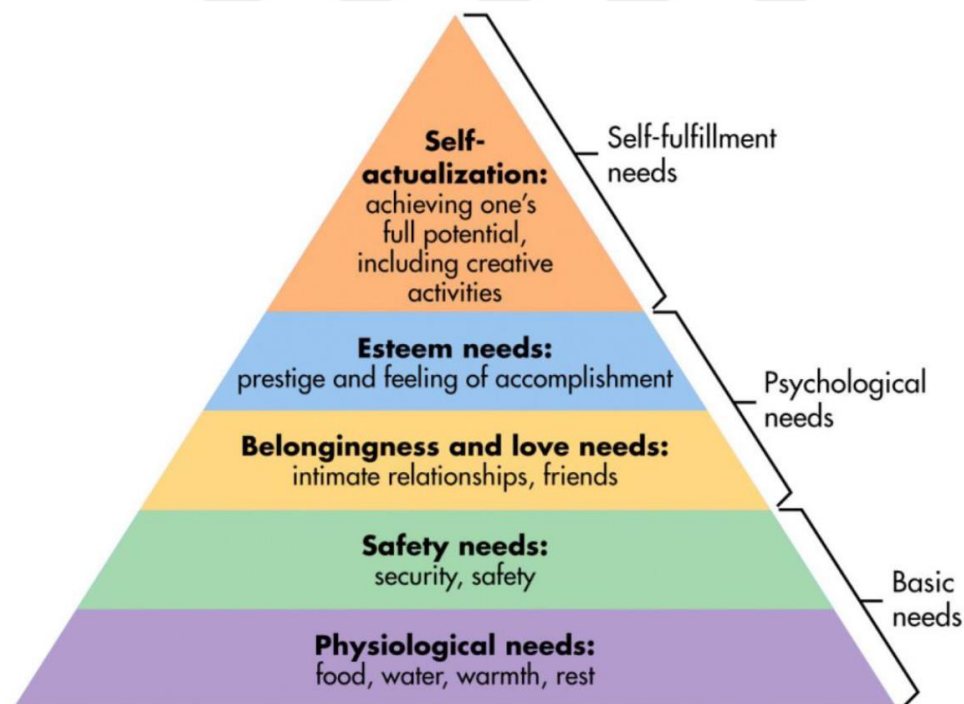 Self-
actualization:
achieving one's
full potential,
including creative
activities
Self-fulfillment
needs
Esteem needs:
prestige and feeling of accomplishment
Psychological
needs
Belongingness and love needs:
intimate relationships, friends
Safety needs:
security, safety
Basic
needs
Physiological needs:
food, water, warmth, rest